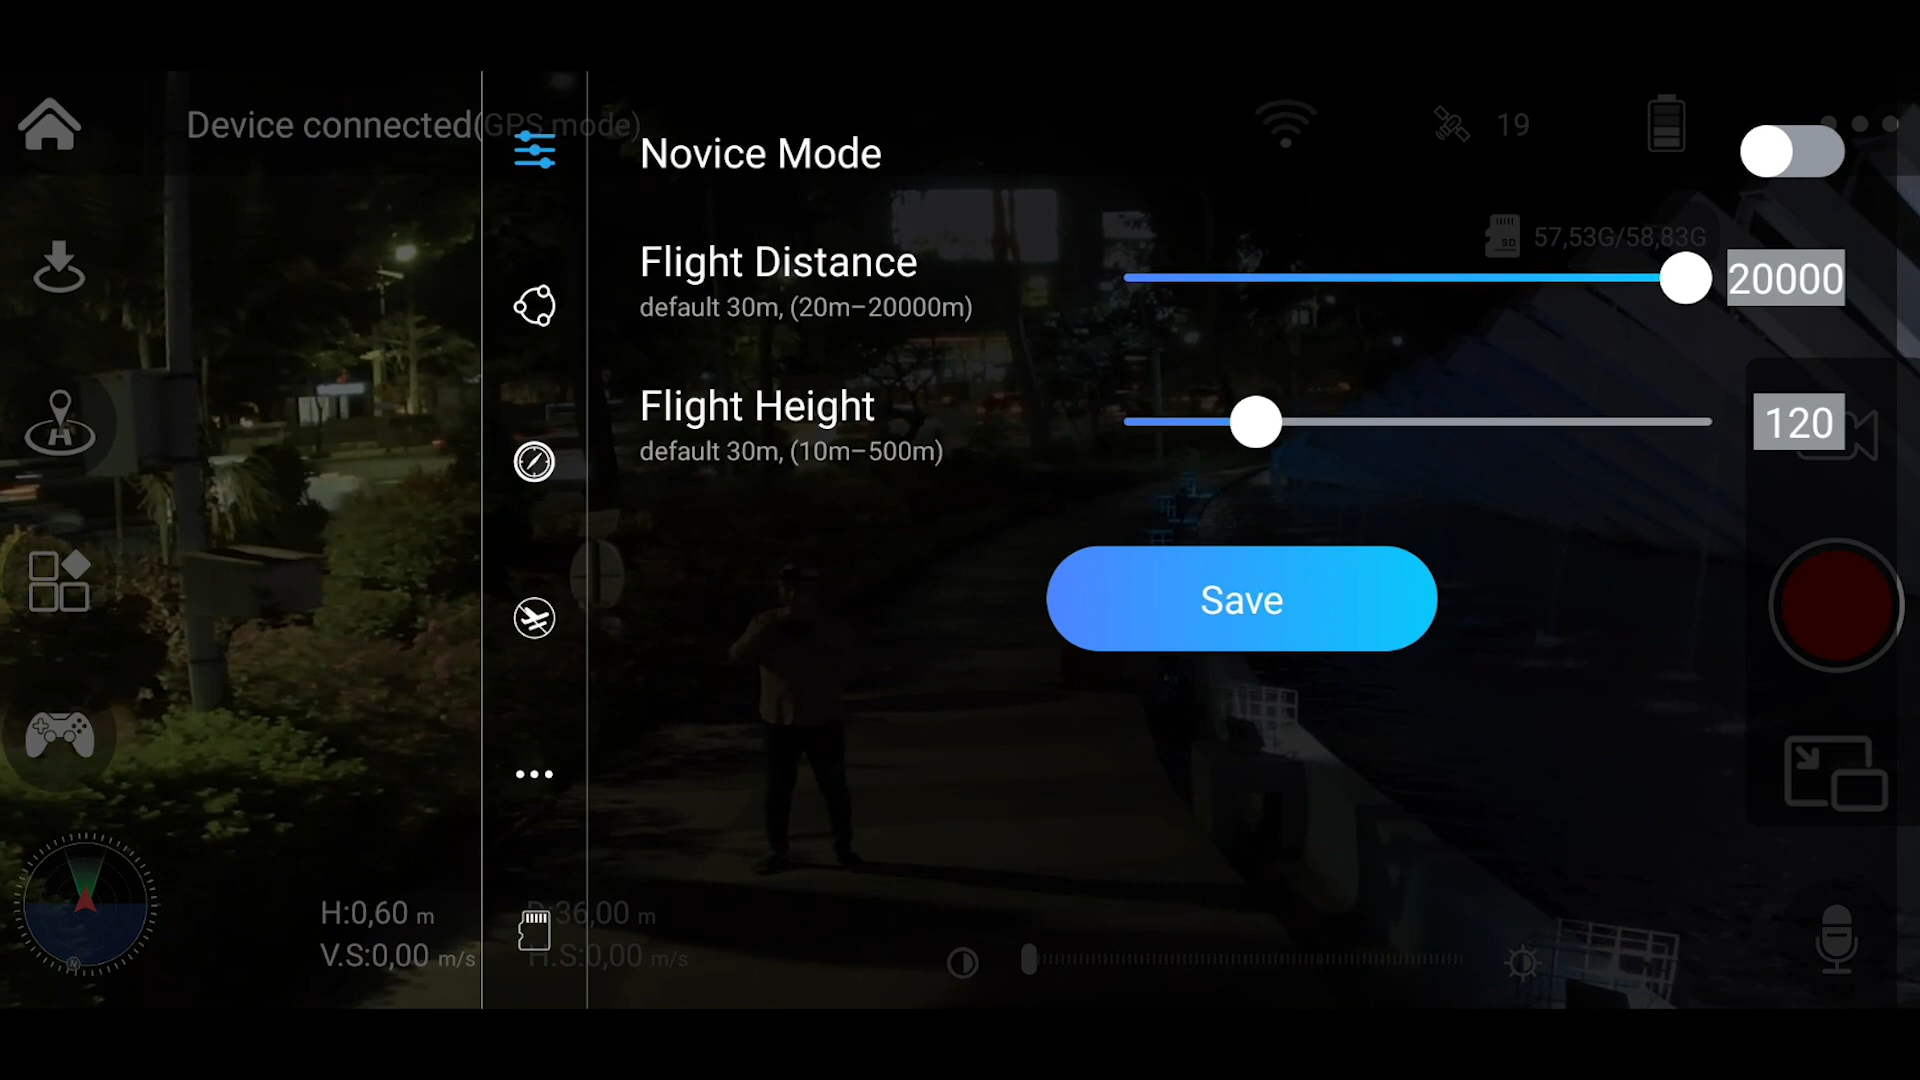 Device connected(GPS mode)
19
Novice Mode
57,53G/58,83G
SD
Flight Distance
20000
default 30m, (20m–20000m)
Flight Height
120
default 30m, (10m–500m)
H
Save
H:0,60 m
D:36,00 m
V.S:0,00 m/s
H.S:0,00 m/s
N